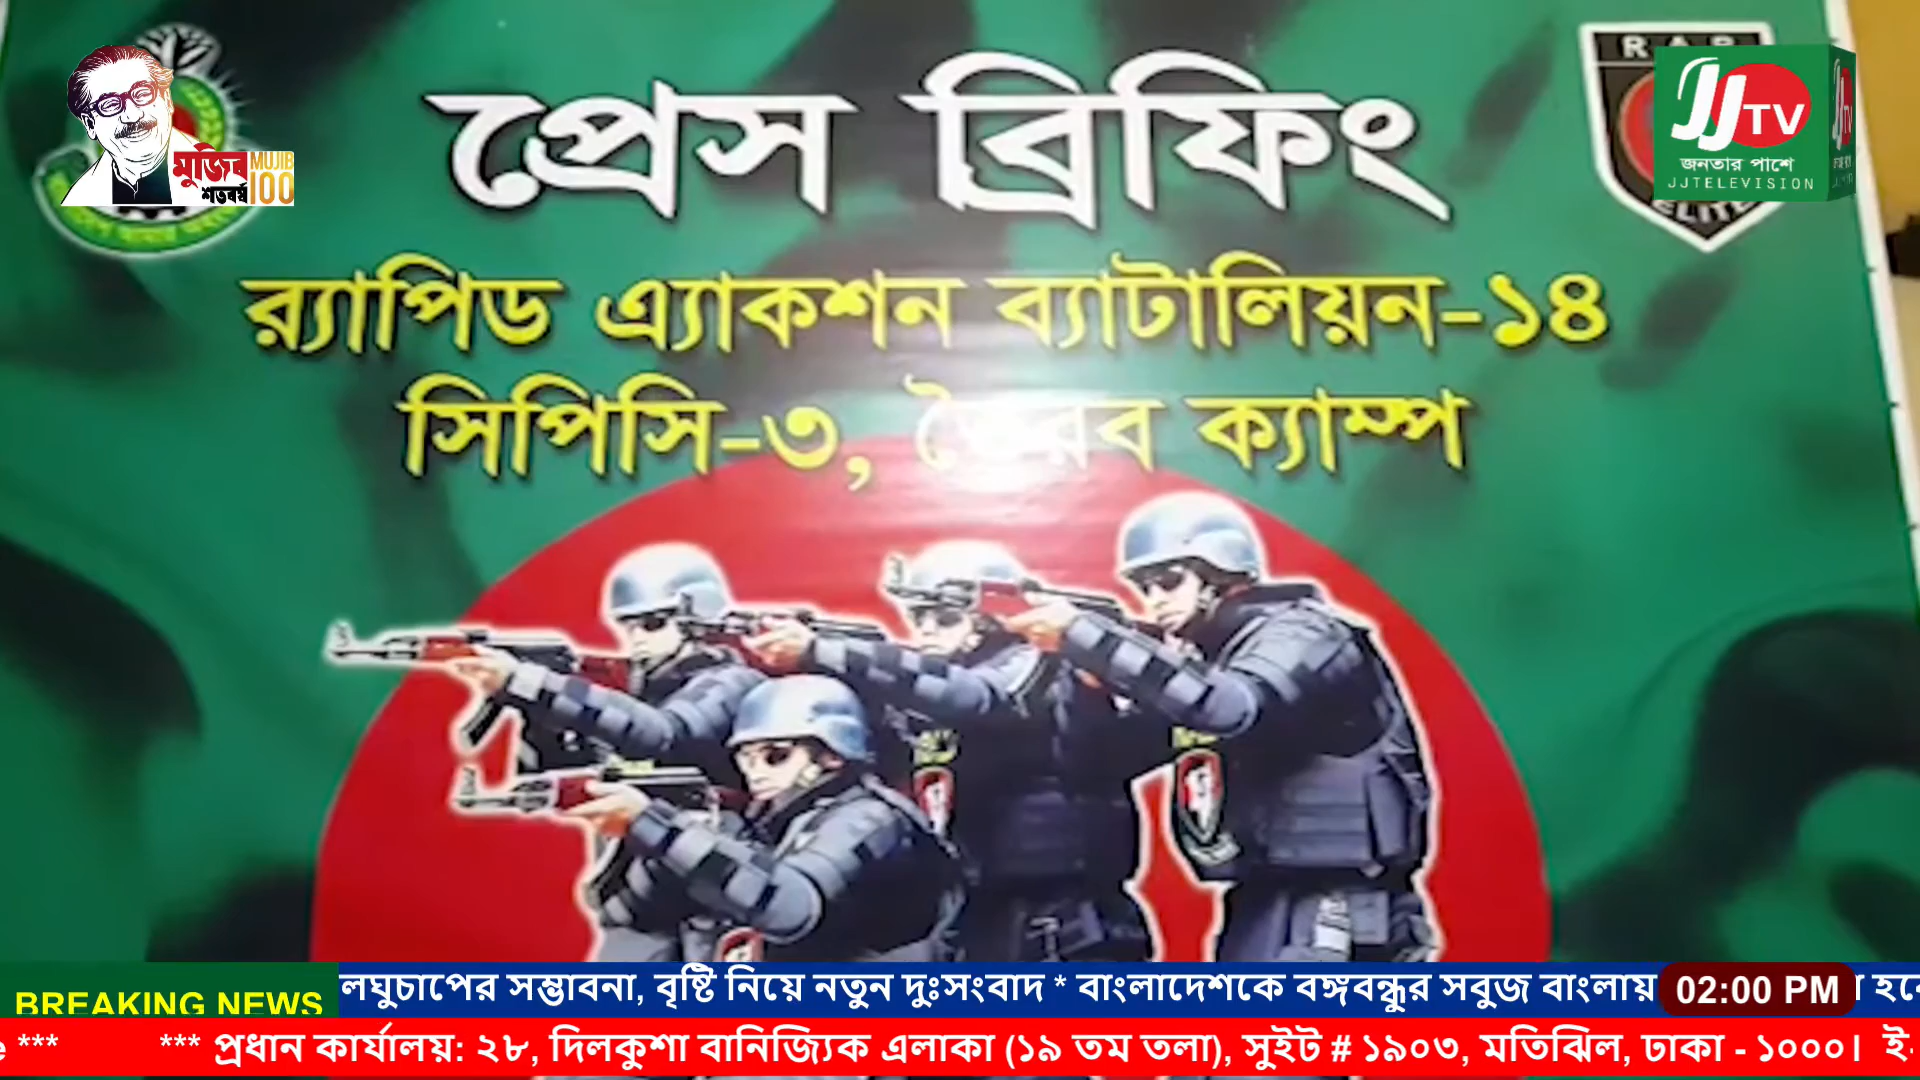 মুজিব
শতবর্ষ
MUJIB
100
RAB
ELITE
JJTV
জনতার পাশে
JJTELEVISION
প্রেস ব্রিফিং
র‍্যাপিড এ্যাকশন ব্যাটালিয়ন-১৪
সিপিসি-৩, ভৈরব ক্যাম্প
BREAKING NEWS
লঘুচাপের সম্ভাবনা, বৃষ্টি নিয়ে নতুন দুঃসংবাদ * বাংলাদেশকে বঙ্গবন্ধুর সবুজ বাংলায়
02:00 PM
*** *** প্রধান কার্যালয়: ২৮, দিলকুশা বানিজ্যিক এলাকা (১৯ তম তলা), সুইট # ১৯০৩, মতিঝিল, ঢাকা - ১০০০।